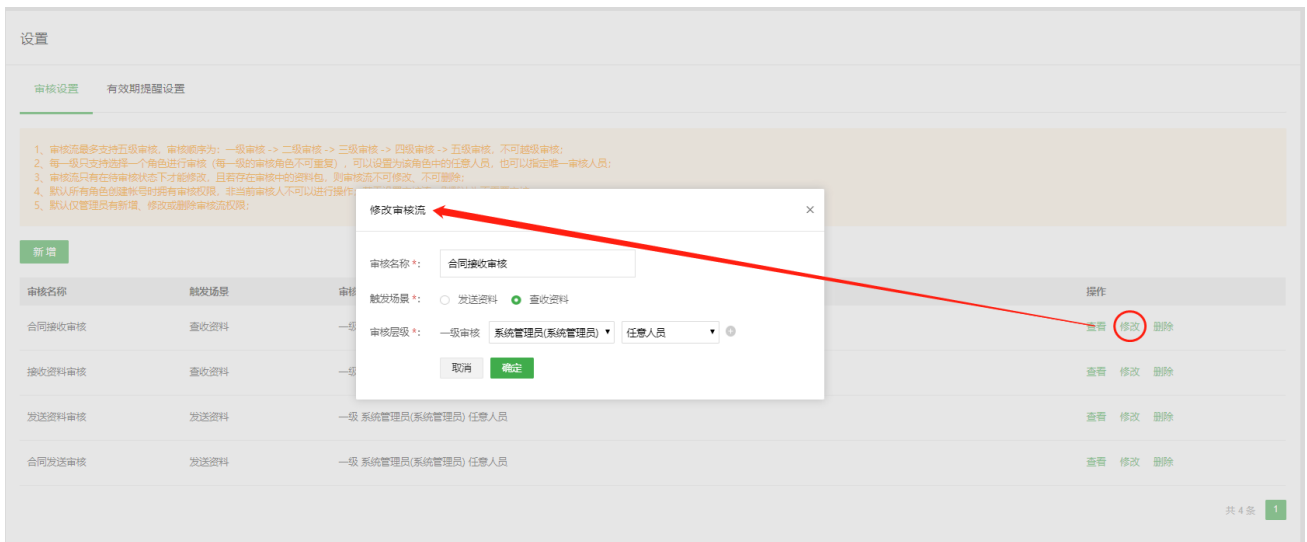 设置
审核设置 有效期提醒设置
1、审核流最多支持五级审核，审核顺序为：一级审核 -> 二级审核 -> 三级审核 -> 四级审核 -> 五级审核，不可越级审核；
2、每一级只支持选择一个角色进行审核（每一级的审核角色不可重复），可以设置为该角色中的任意人员，也可以指定唯一审核人员；
3、审核流只有在待审核状态下才能修改，且若存在审核中的资料包，则审核流不可修改、不可删除；
4、默认所有角色创建帐号时拥有审核权限，非当前审核人不可以进行操作
5、默认仅管理员有新增、修改或删除审核流权限；
修改审核流 ×
新增
审核名称 *： 合同接收审核
触发场景 *： 发送资料 查收资料
审核层级 *： 一级审核 系统管理员(系统管理员) 任意人员
取消 确定
审核名称 触发场景 审核 操作
合同接收审核 查收资料 一级 查看 修改 删除
接收资料审核 查收资料 一级 查看 修改 删除
发送资料审核 发送资料 一级 系统管理员(系统管理员) 任意人员 查看 修改 删除
合同发送审核 发送资料 一级 系统管理员(系统管理员) 任意人员 查看 修改 删除
共 4 条 1